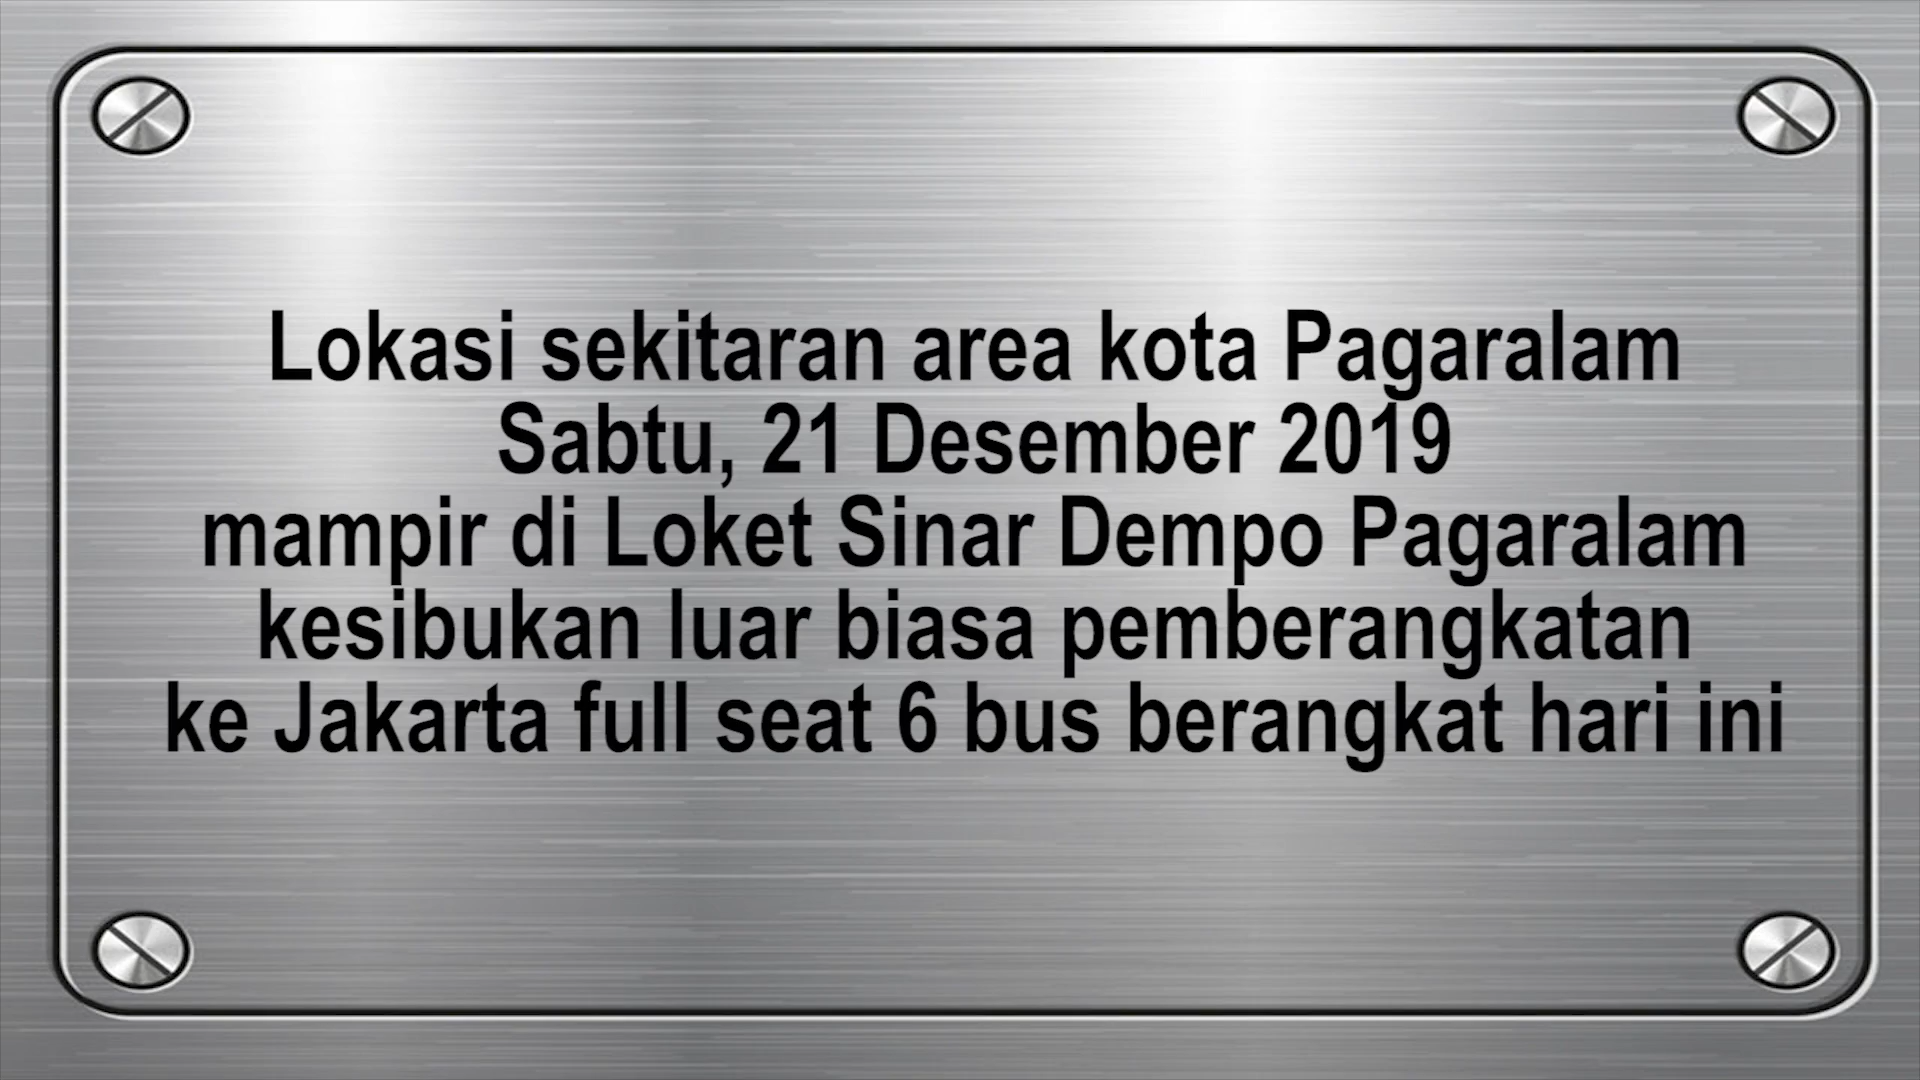 Lokasi sekitaran area kota Pagaralam
Sabtu, 21 Desember 2019
mampir di Loket Sinar Dempo Pagaralam
kesibukan luar biasa pemberangkatan
ke Jakarta full seat 6 bus berangkat hari ini